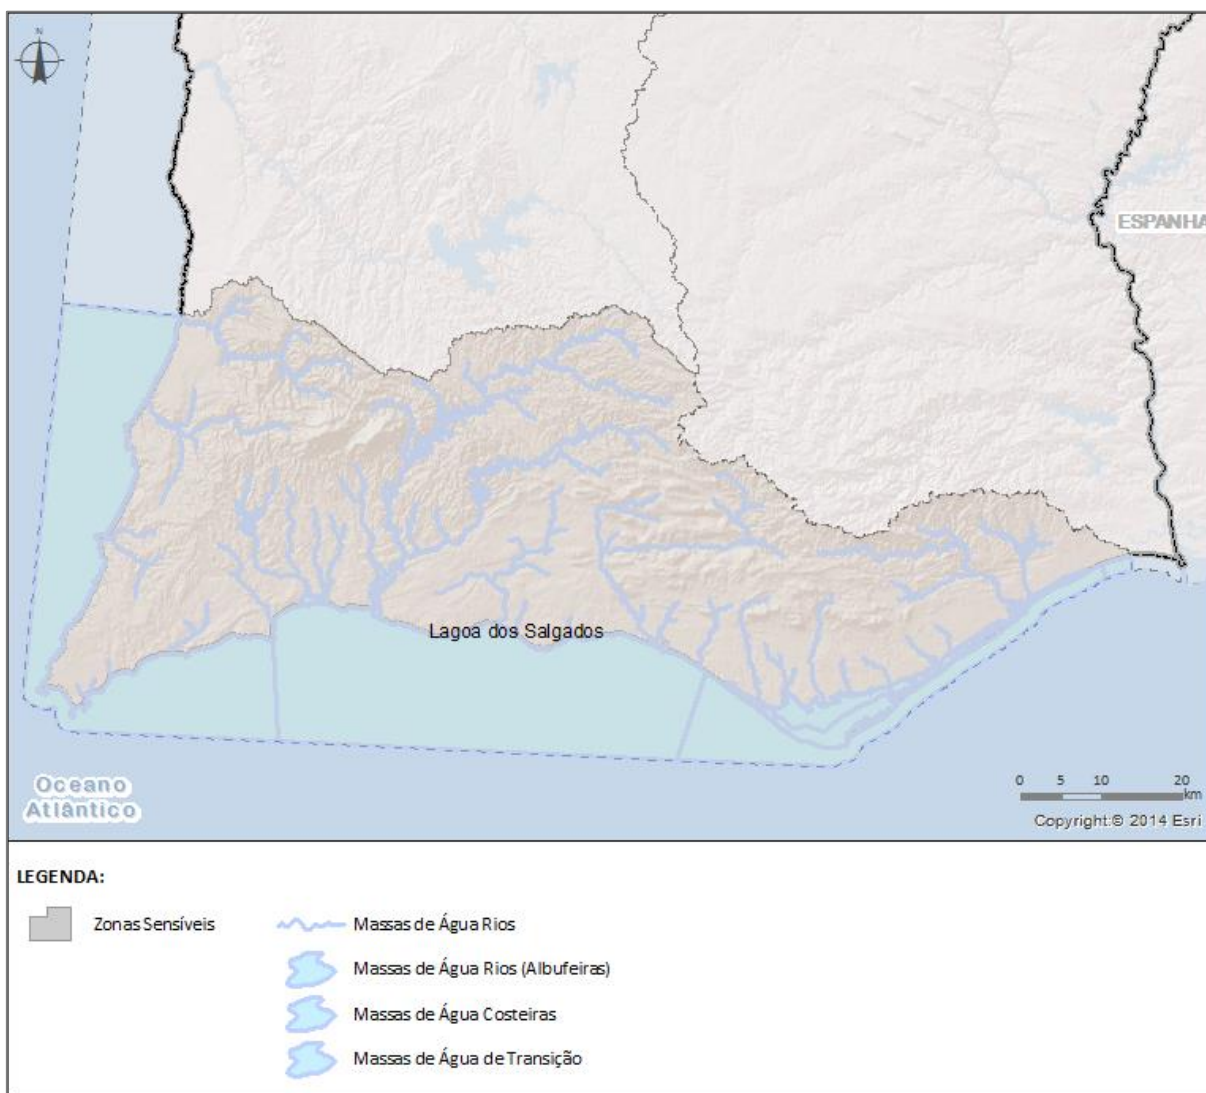 N
ESPANHA
Lagoa dos Salgados
Oceano
Atlântico
0 5 10 20
km
Copyright:© 2014 Esri
LEGENDA:
Zonas Sensíveis
Massas de Água Rios
Massas de Água Rios (Albufeiras)
Massas de Água Costeiras
Massas de Água de Transição